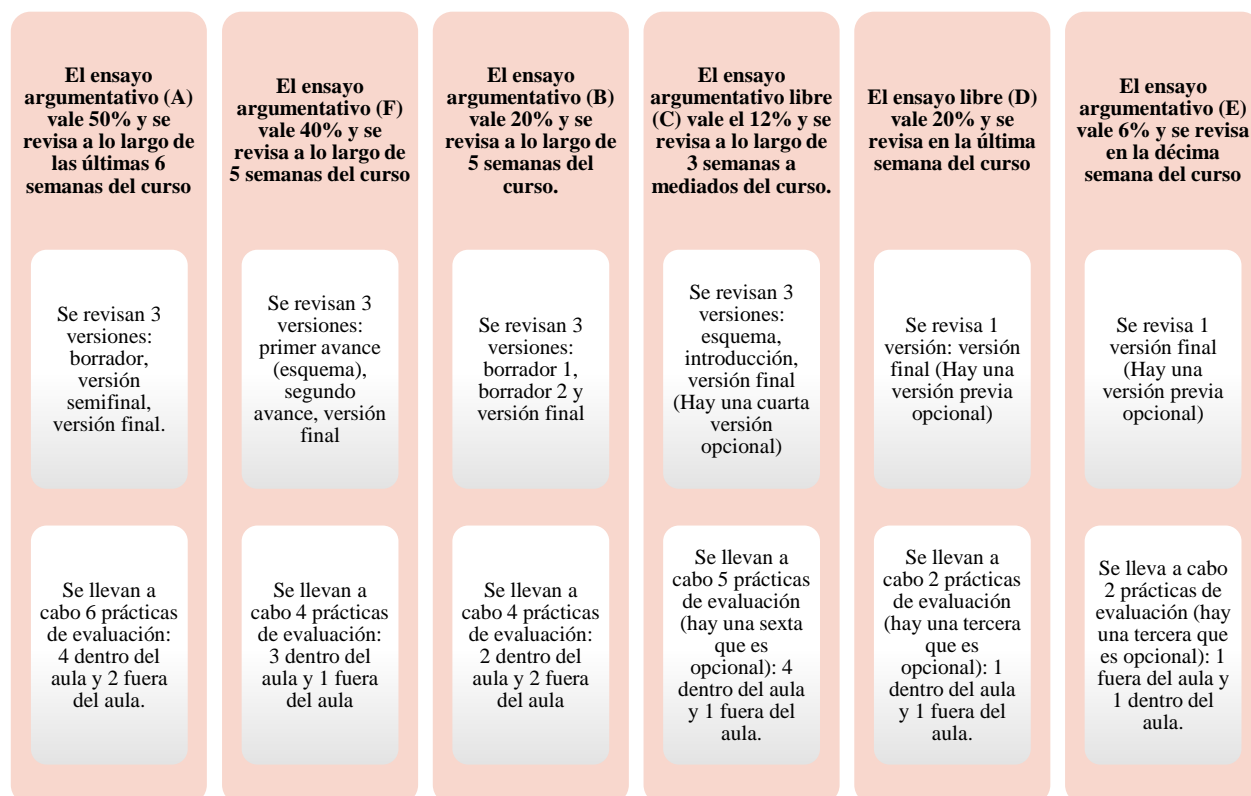 El ensayo
argumentativo (A)
vale 50% y se
revisa a lo largo de
las últimas 6
semanas del curso
Se revisan 3
versiones:
borrador,
versión
semifinal,
versión final.
Se llevan a
cabo 6 prácticas
de evaluación:
4 dentro del
aula y 2 fuera
del aula.
El ensayo
argumentativo (F)
vale 40% y se
revisa a lo largo de
5 semanas del curso
Se revisan 3
versiones:
primer avance
(esquema),
segundo
avance, versión
final
Se llevan a
cabo 4 prácticas
de evaluación:
3 dentro del
aula y 1 fuera
del aula
El ensayo
argumentativo (B)
vale 20% y se
revisa a lo largo de
5 semanas del
curso.
Se revisan 3
versiones:
borrador 1,
borrador 2 y
versión final
Se llevan a
cabo 4 prácticas
de evaluación:
2 dentro del
aula y 2 fuera
del aula
El ensayo
argumentativo libre
(C) vale el 12% y se
revisa a lo largo de
3 semanas a
mediados del curso.
Se revisan 3
versiones:
esquema,
introducción,
versión final
(Hay una cuarta
versión
opcional)
Se llevan a
cabo 5 prácticas
de evaluación
(hay una sexta
que es
opcional): 4
dentro del aula
y 1 fuera del
aula.
El ensayo libre (D)
vale 20% y se
revisa en la última
semana del curso
Se revisa 1
versión: versión
final (Hay una
versión previa
opcional)
Se llevan a
cabo 2 prácticas
de evaluación
(hay una tercera
que es
opcional): 1
dentro del aula
y 1 fuera del
aula.
El ensayo
argumentativo (E)
vale 6% y se revisa
en la décima
semana del curso
Se revisa 1
versión final
(Hay una
versión previa
opcional)
Se lleva a cabo
2 prácticas de
evaluación (hay
una tercera que
es opcional): 1
fuera del aula y
1 dentro del
aula.